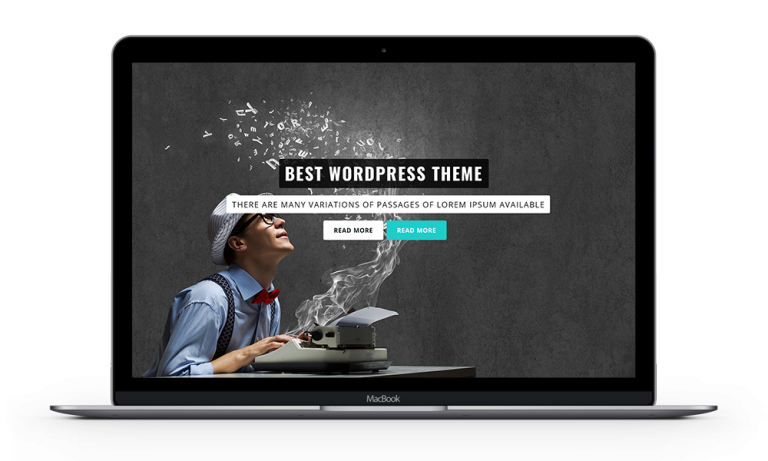 BEST WORDPRESS THEME
THERE ARE MANY VARIATIONS OF PASSAGES OF LOREM IPSUM AVAILABLE
READ MORE READ MORE
MacBook